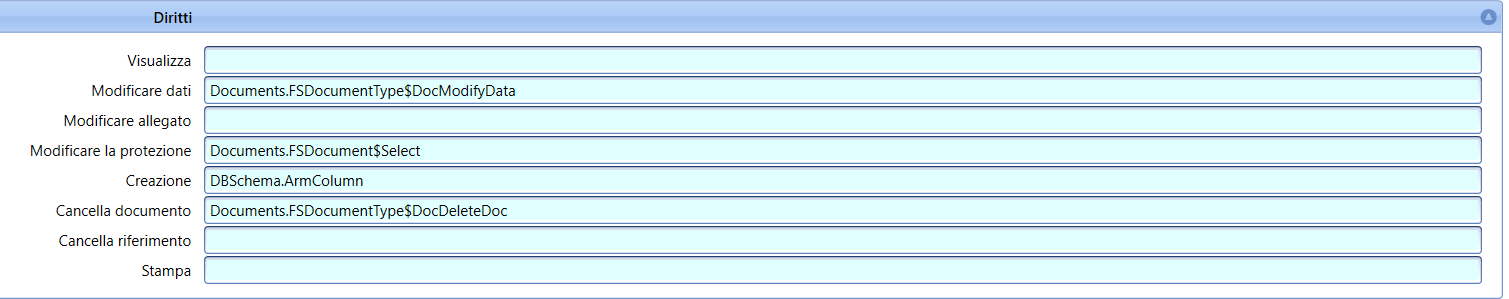 Diritti
Visualizza
Modificare dati Documents.FSDocumentType$DocModifyData
Modificare allegato
Modificare la protezione Documents.FSDocument$Select
Creazione DBSchema.ArmColumn
Cancella documento Documents.FSDocumentType$DocDeleteDoc
Cancella riferimento
Stampa